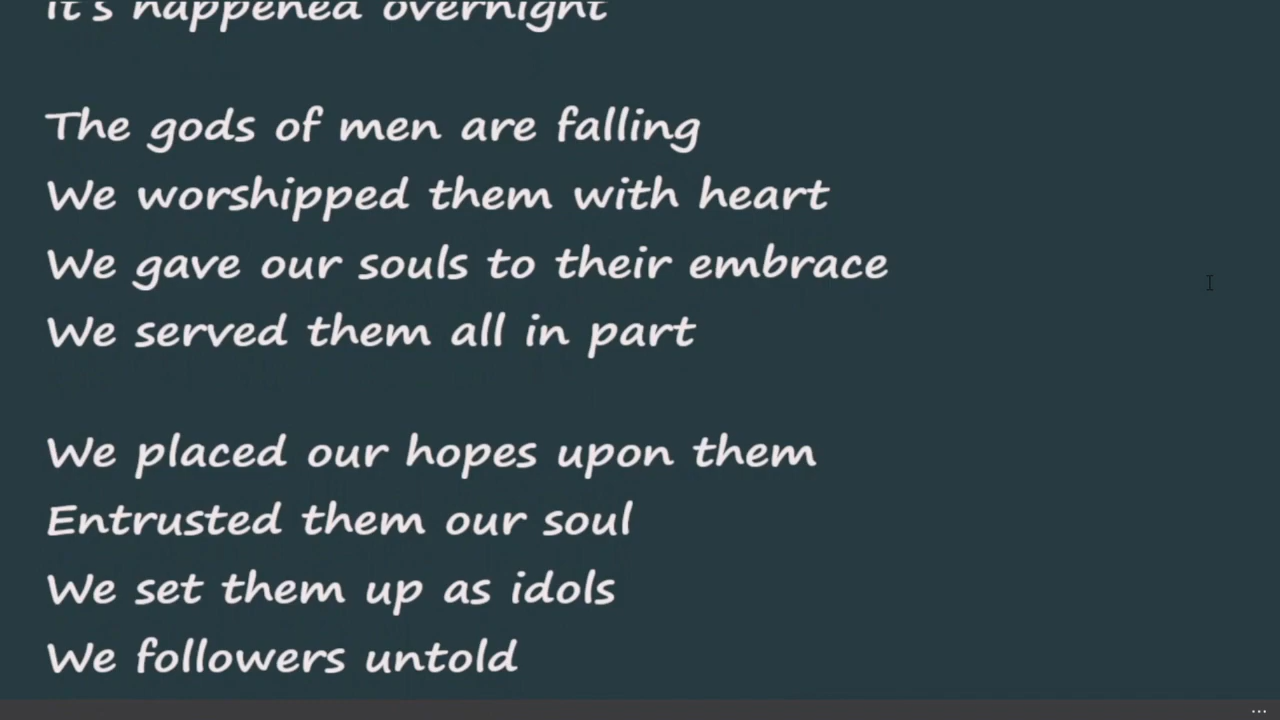 it's happened overnight
The gods of men are falling
We worshipped them with heart
We gave our souls to their embrace
We served them all in part
We placed our hopes upon them
Entrusted them our soul
We set them up as idols
We followers untold
...